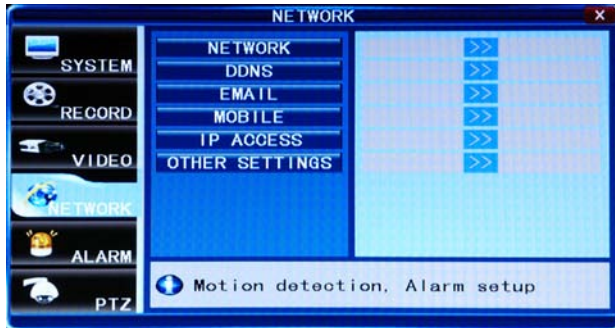 NETWORK
SYSTEM
RECORD
VIDEO
NETWORK
ALARM
PTZ
NETWORK >>
DDNS >>
EMAIL >>
MOBILE >>
IP ACCESS >>
OTHER SETTINGS >>
Motion detection, Alarm setup